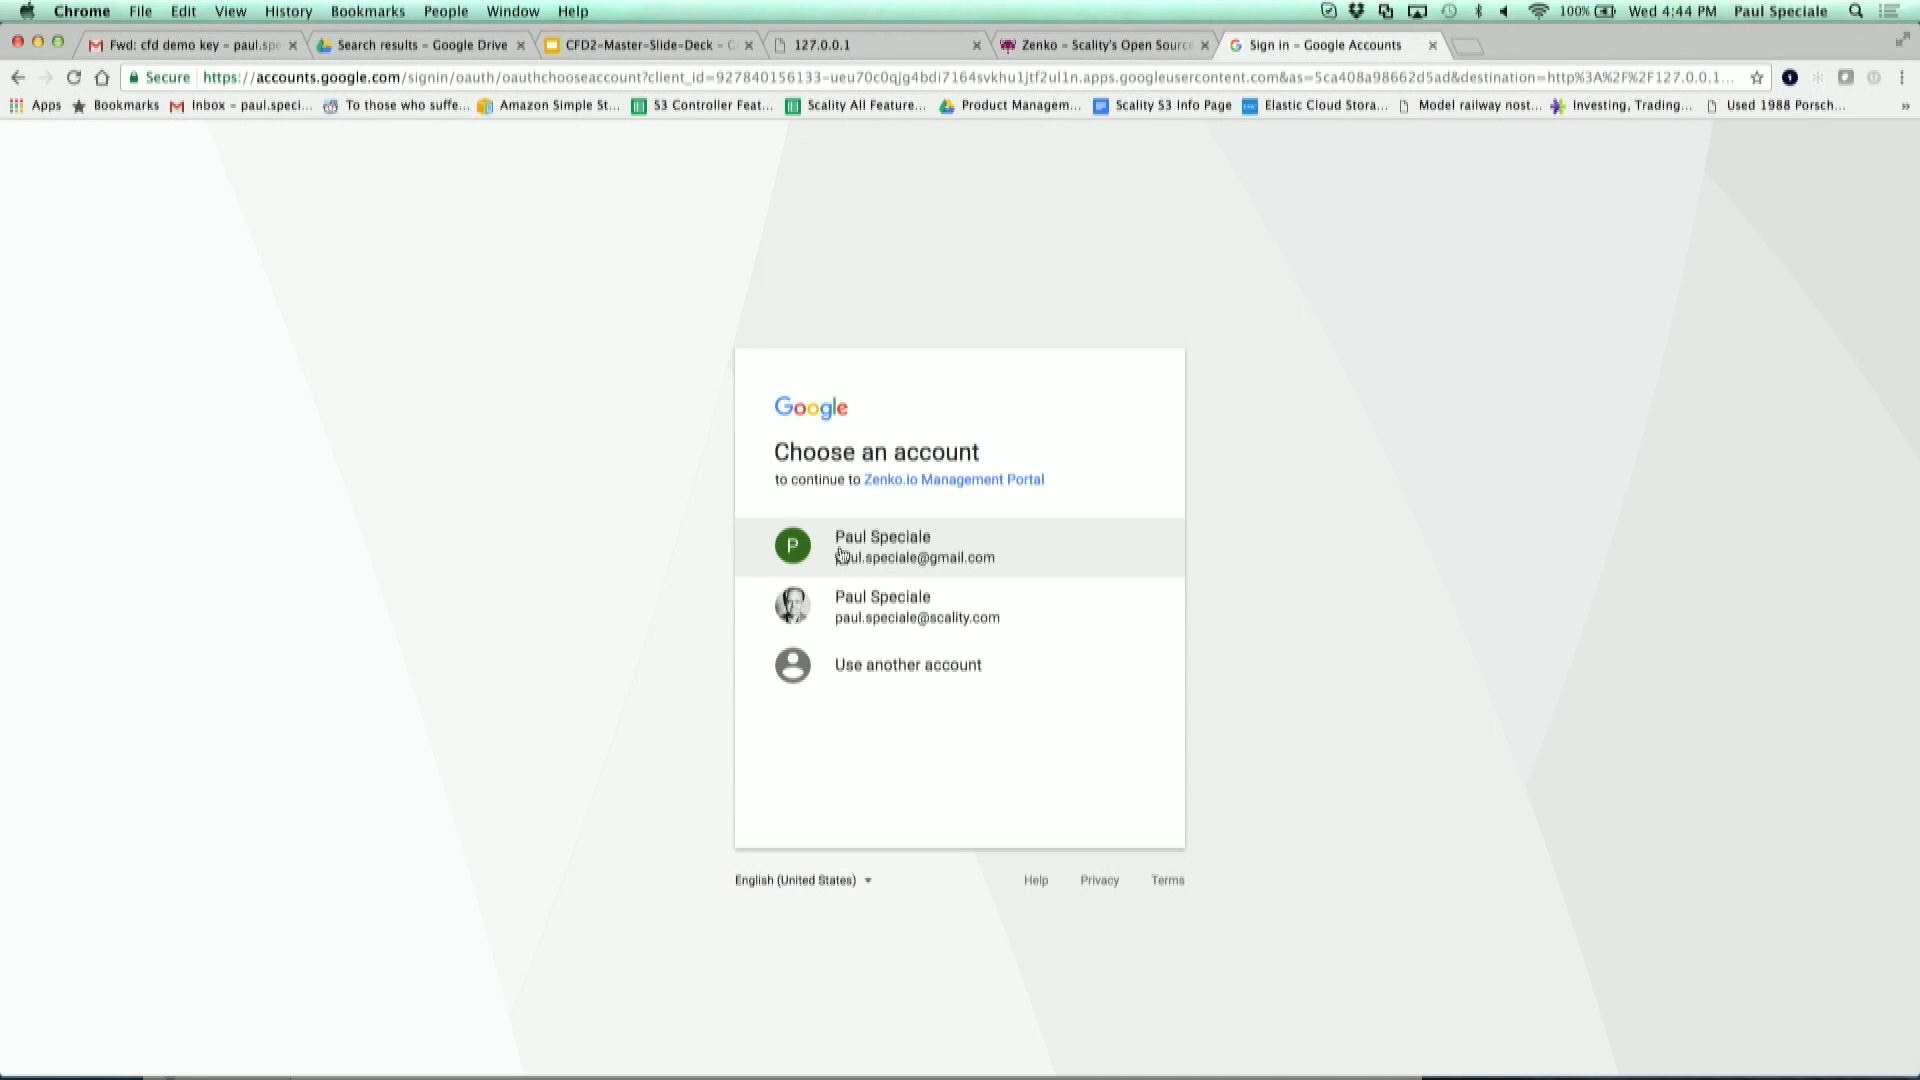 Chrome File Edit View History Bookmarks People Window Help 100% Wed 4:44 PM Paul Speciale
Fwd: cfd demo key - paul.spe Search results - Google Drive CFD2-Master-Slide-Deck - G 127.0.0.1 Zenko - Scality's Open Source Sign in - Google Accounts
Secure https://accounts.google.com/signin/oauth/oauthchooseaccount?client_id=927840156133-ueu70c0qjg4bdi7164svkhu1jtf2ul1n.apps.googleusercontent.com&as=5ca408a98662d5ad&destination=http%3A%2F%2F127.0.0.1...
Apps Bookmarks Inbox - paul.speci... To those who suffe... Amazon Simple St... S3 Controller Feat... Scality All Feature... Product Managem... Scality S3 Info Page Elastic Cloud Stora... Model railway nost... Investing, Trading... Used 1988 Porsch... »
Google
Choose an account
to continue to Zenko.io Management Portal
P
Paul Speciale
paul.speciale@gmail.com
Paul Speciale
paul.speciale@scality.com
Use another account
English (United States) Help Privacy Terms